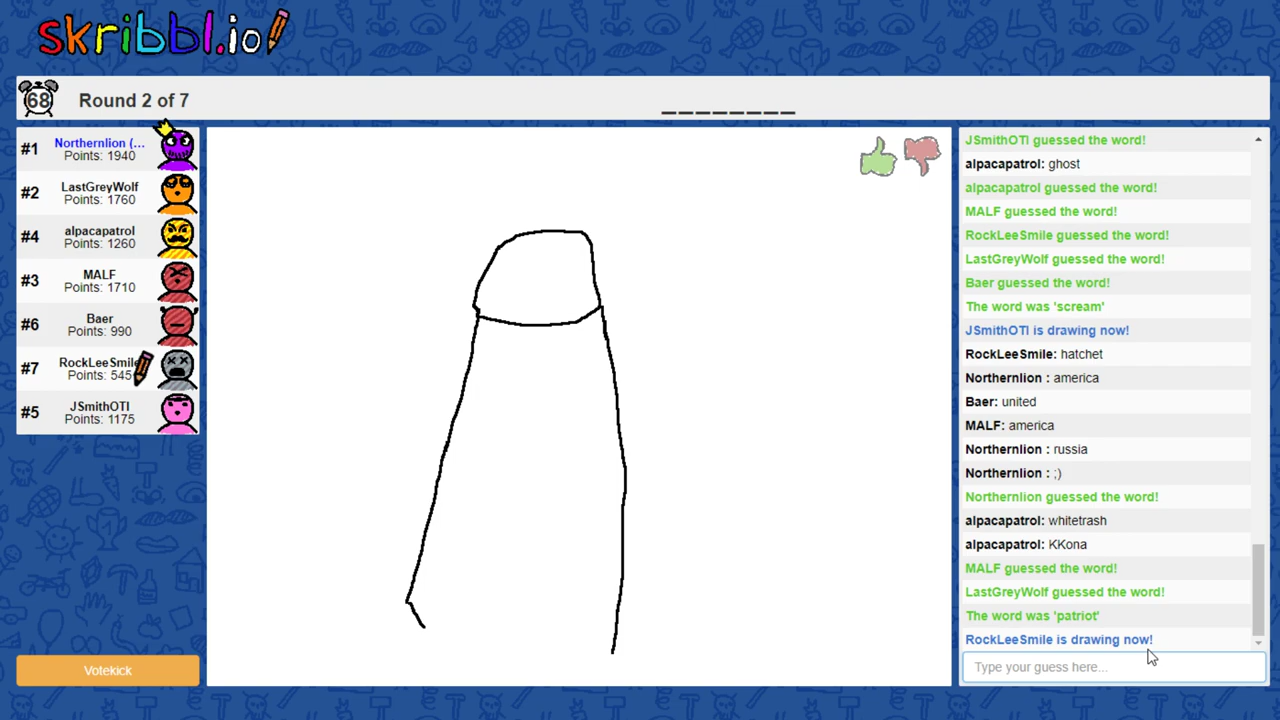 skribbl.io
68
Round 2 of 7
________
#1
Northernlion (...
Points: 1940
#2
LastGreyWolf
Points: 1760
#4
alpacapatrol
Points: 1260
#3
MALF
Points: 1710
#6
Baer
Points: 990
#7
RockLeeSmile
Points: 545
#5
JSmithOTI
Points: 1175
Votekick
JSmithOTI guessed the word!
alpacapatrol: ghost
alpacapatrol guessed the word!
MALF guessed the word!
RockLeeSmile guessed the word!
LastGreyWolf guessed the word!
Baer guessed the word!
The word was 'scream'
JSmithOTI is drawing now!
RockLeeSmile: hatchet
Northernlion : america
Baer: united
MALF: america
Northernlion : russia
Northernlion : ;)
Northernlion guessed the word!
alpacapatrol: whitetrash
alpacapatrol: KKona
MALF guessed the word!
LastGreyWolf guessed the word!
The word was 'patriot'
RockLeeSmile is drawing now!
Type your guess here...